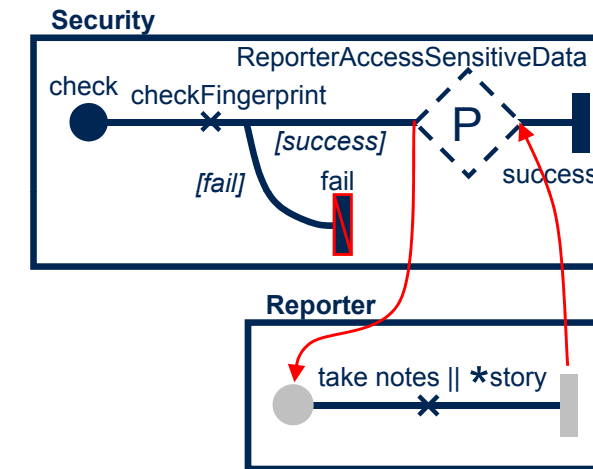 Security
ReporterAccessSensitiveData
check
checkFingerprint
P
[success]
[fail]
fail
success
Reporter
take notes || *story